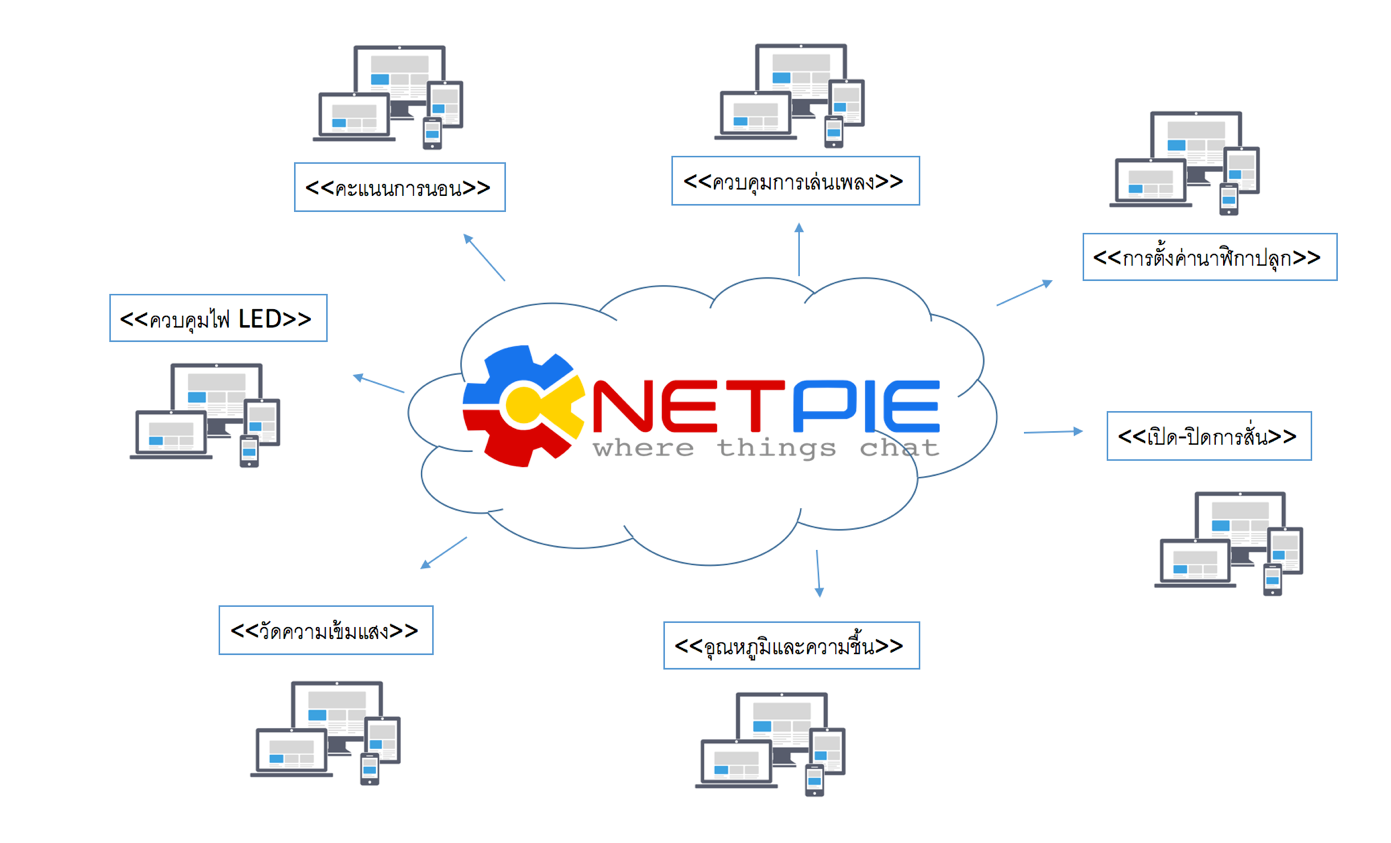 <<คะแนนการนอน>>
<<ควบคุมการเล่นเพลง>>
<<การตั้งค่านาฬิกาปลุก>>
<<ควบคุมไฟ LED>>
NETPIE
where things chat
<<เปิด-ปิดการสั่น>>
<<วัดความเข้มแสง>>
<<อุณหภูมิและความชื้น>>